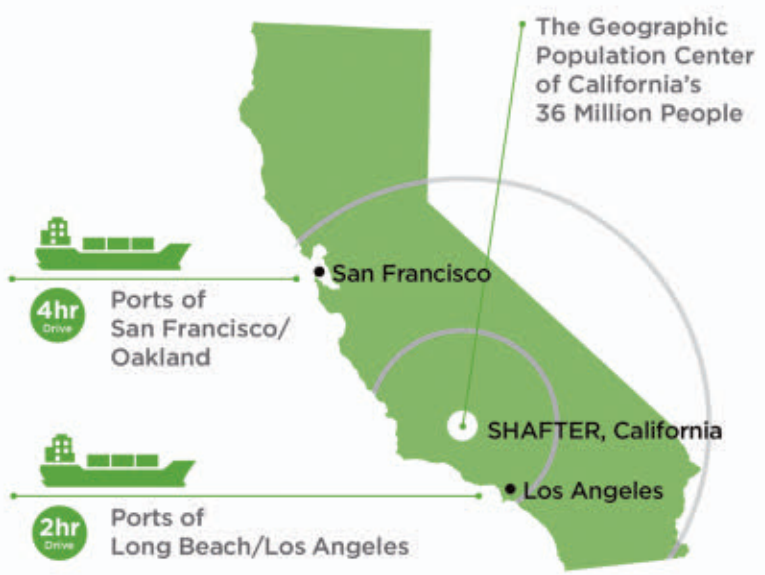 The Geographic
Population Center
of California's
36 Million People
San Francisco
4hr
Drive
Ports of
San Francisco/
Oakland
SHAFTER, California
Los Angeles
2hr
Drive
Ports of
Long Beach/Los Angeles